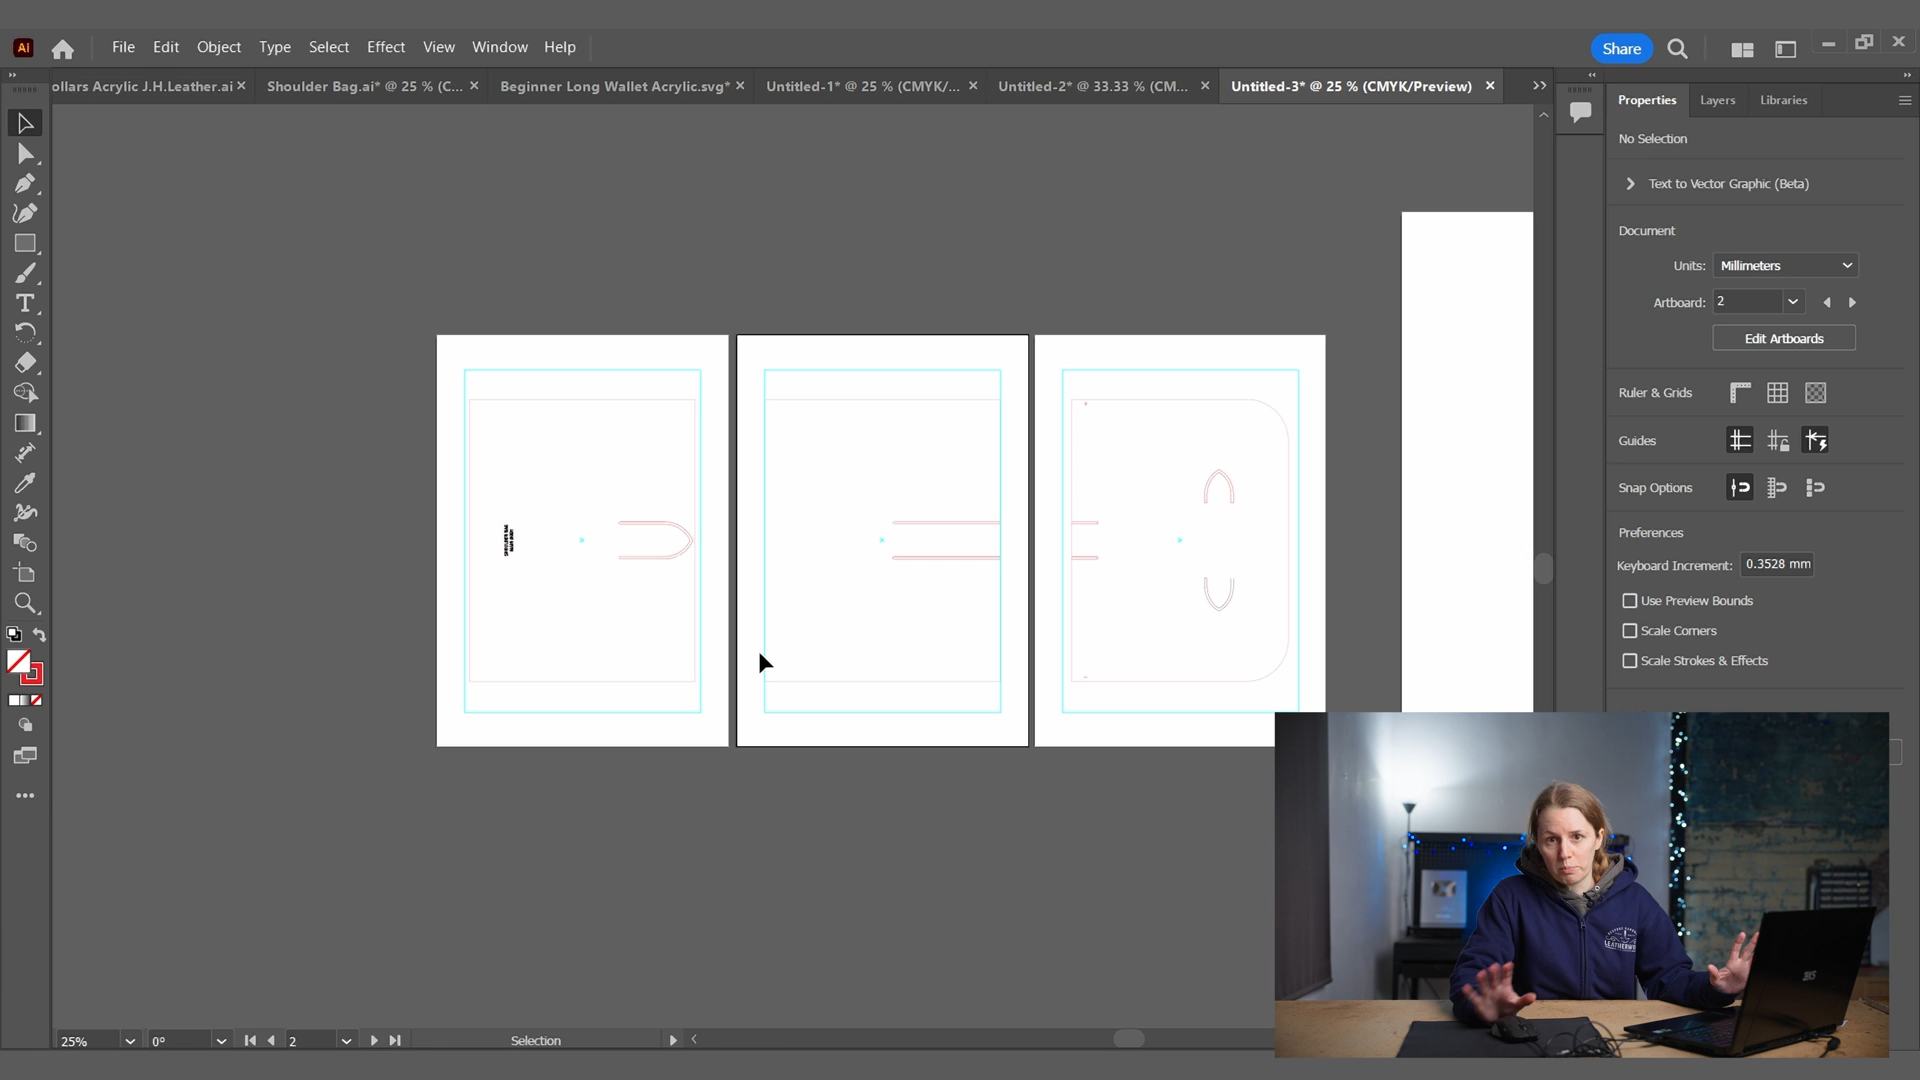 Ai
File Edit Object Type Select Effect View Window Help
Share
ollars Acrylic J.H.Leather.ai
Shoulder Bag.ai* @ 25 % (C...
Beginner Long Wallet Acrylic.svg*
Untitled-1* @ 25 % (CMYK/...
Untitled-2* @ 33.33 % (CM...
Untitled-3* @ 25 % (CMYK/Preview)
Properties Layers Libraries
No Selection
Text to Vector Graphic (Beta)
Document
Units: Millimeters
Artboard: 2
Edit Artboards
Ruler & Grids
Guides
Snap Options
Preferences
Keyboard Increment: 0.3528 mm
Use Preview Bounds
Scale Corners
Scale Strokes & Effects
25% 0° 2 Selection